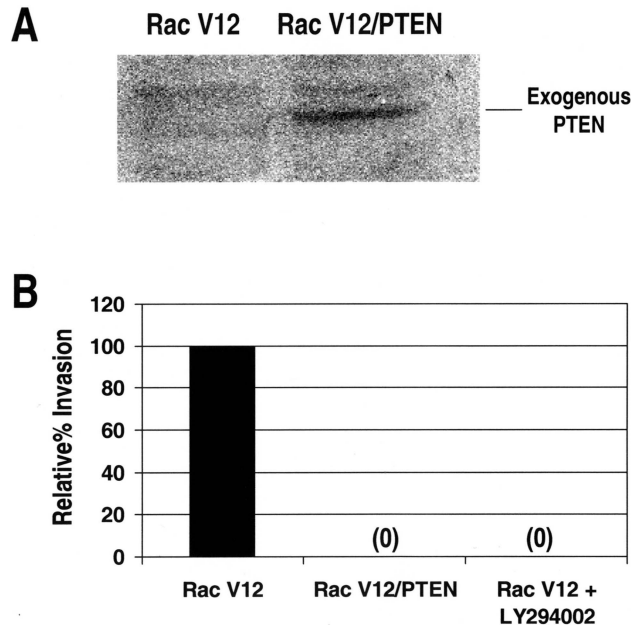 A
Rac V12 Rac V12/PTEN
Exogenous
PTEN
B
Relative% Invasion
120
100
80
60
40
20
0
(0) (0)
Rac V12 Rac V12/PTEN Rac V12 +
LY294002